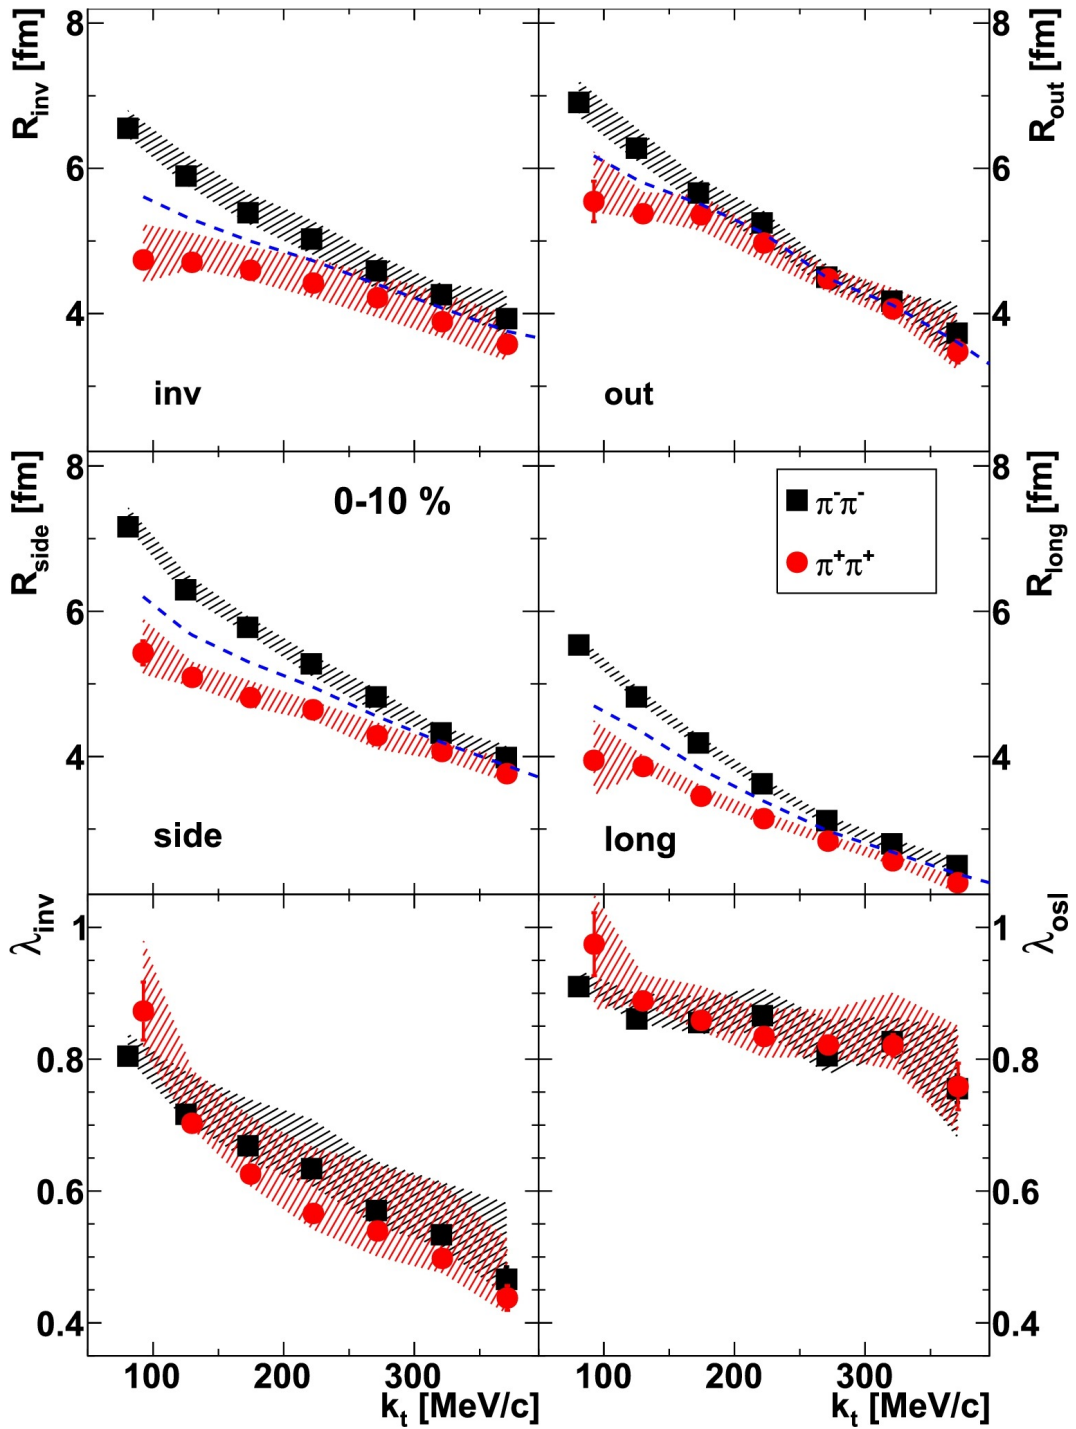 R_inv [fm]
8
6
4
inv
8
6
4
R_out [fm]
out
R_side [fm]
8
6
4
0-10 %
side
8
6
4
R_long [fm]
π⁻π⁻
π⁺π⁺
long
λ_inv
1
0.8
0.6
0.4
1
0.8
0.6
0.4
λ_osl
100 200 300
k_t [MeV/c]
100 200 300
k_t [MeV/c]